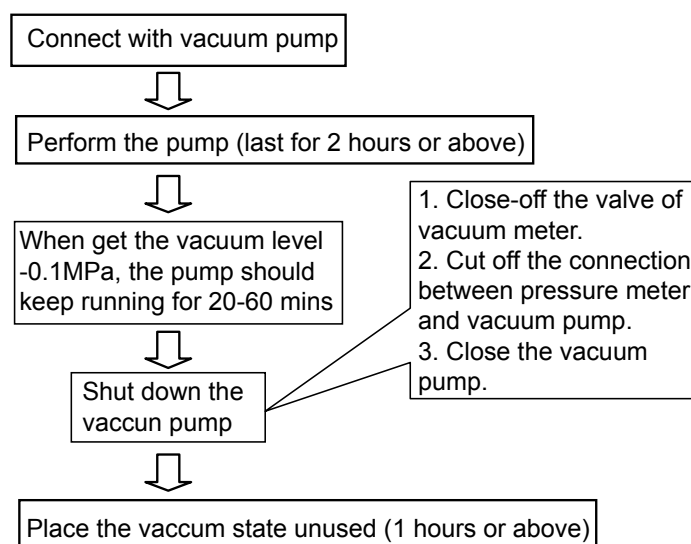 Connect with vacuum pump
Perform the pump (last for 2 hours or above)
When get the vacuum level
-0.1MPa, the pump should
keep running for 20-60 mins
Shut down the
vaccun pump
1. Close-off the valve of
vacuum meter.
2. Cut off the connection
between pressure meter
and vacuum pump.
3. Close the vacuum
pump.
Place the vaccum state unused (1 hours or above)